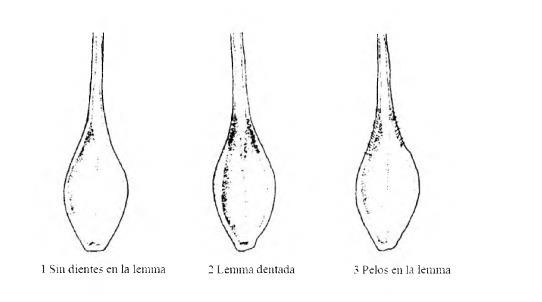 1 Sin dientes en la lemma
2 Lemma dentada
3 Pelos en la lemma